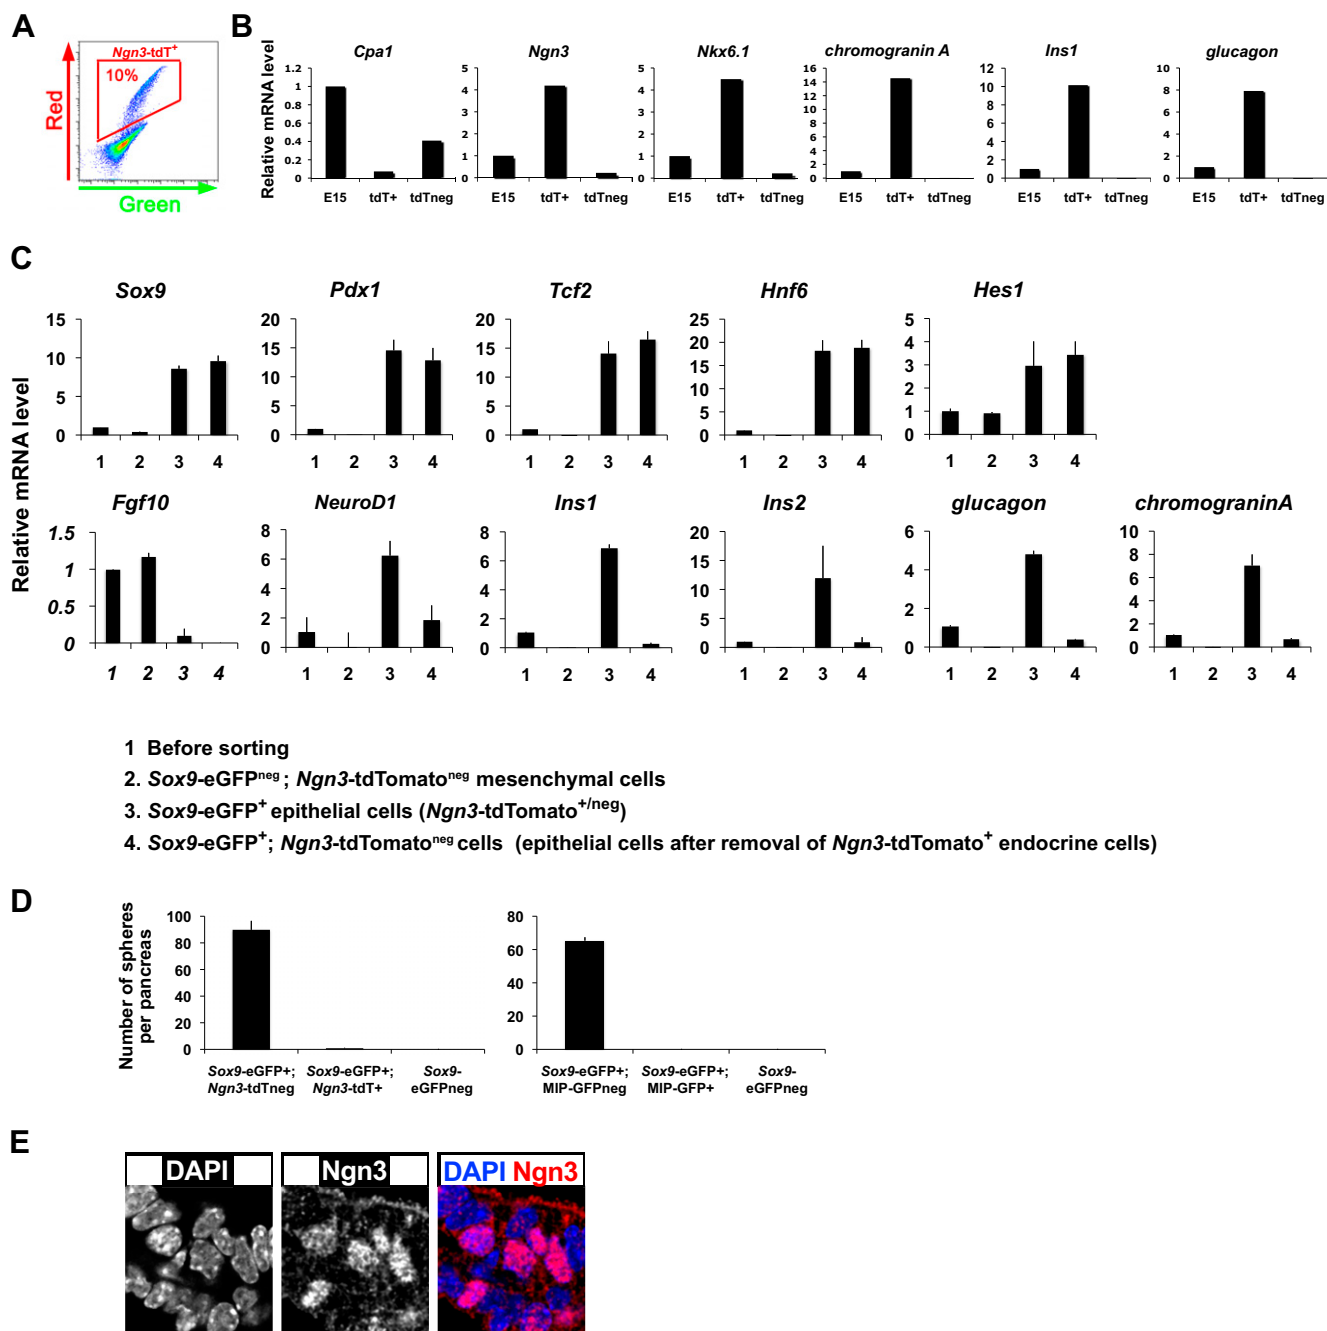 A
Ngn3-tdT+
10%
Red
Green
B
Relative mRNA level
Cpa1
1.2
1
0.8
0.6
0.4
0.2
0
E15 tdT+ tdTneg
Ngn3
5
4
3
2
1
0
E15 tdT+ tdTneg
Nkx6.1
5
4
3
2
1
0
E15 tdT+ tdTneg
chromogranin A
16
14
12
10
8
6
4
2
0
E15 tdT+ tdTneg
Ins1
12
10
8
6
4
2
0
E15 tdT+ tdTneg
glucagon
10
8
6
4
2
0
E15 tdT+ tdTneg
C
Relative mRNA level
Sox9
15
10
5
0
1 2 3 4
Pdx1
20
15
10
5
0
1 2 3 4
Tcf2
20
15
10
5
0
1 2 3 4
Hnf6
25
20
15
10
5
0
1 2 3 4
Hes1
5
4
3
2
1
0
1 2 3 4
Fgf10
1.5
1
0.5
0
1 2 3 4
NeuroD1
8
6
4
2
0
1 2 3 4
Ins1
8
6
4
2
0
1 2 3 4
Ins2
20
15
10
5
0
1 2 3 4
glucagon
6
4
2
0
1 2 3 4
chromograninA
10
8
6
4
2
0
1 2 3 4
1 Before sorting
2. Sox9-eGFPneg; Ngn3-tdTomatoneg mesenchymal cells
3. Sox9-eGFP+ epithelial cells (Ngn3-tdTomato+/neg)
4. Sox9-eGFP+; Ngn3-tdTomatoneg cells (epithelial cells after removal of Ngn3-tdTomato+ endocrine cells)
D
Number of spheres
per pancreas
100
80
60
40
20
0
Sox9-eGFP+;
Ngn3-tdTneg
Sox9-eGFP+;
Ngn3-tdT+
Sox9-
eGFPneg
80
60
40
20
0
Sox9-eGFP+;
MIP-GFPneg
Sox9-eGFP+;
MIP-GFP+
Sox9-
eGFPneg
E
DAPI
Ngn3
DAPI Ngn3